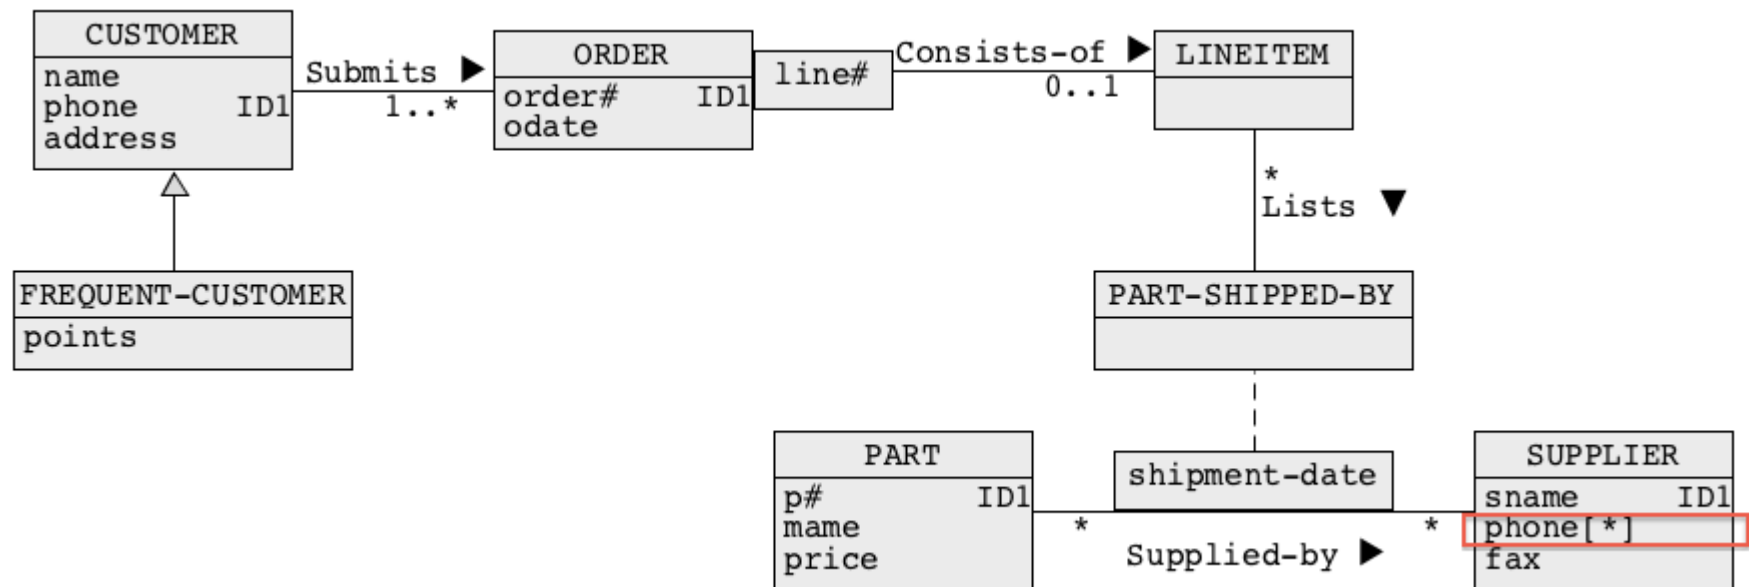 CUSTOMER
name
phone ID1
address
Submits ▶
1..*
ORDER
order# ID1
odate
line#
Consists-of ▶
0..1
LINEITEM
*
Lists ▼
FREQUENT-CUSTOMER
points
PART-SHIPPED-BY
PART
p# ID1
mame
price
*
shipment-date
*
Supplied-by ▶
SUPPLIER
sname ID1
phone[*]
fax